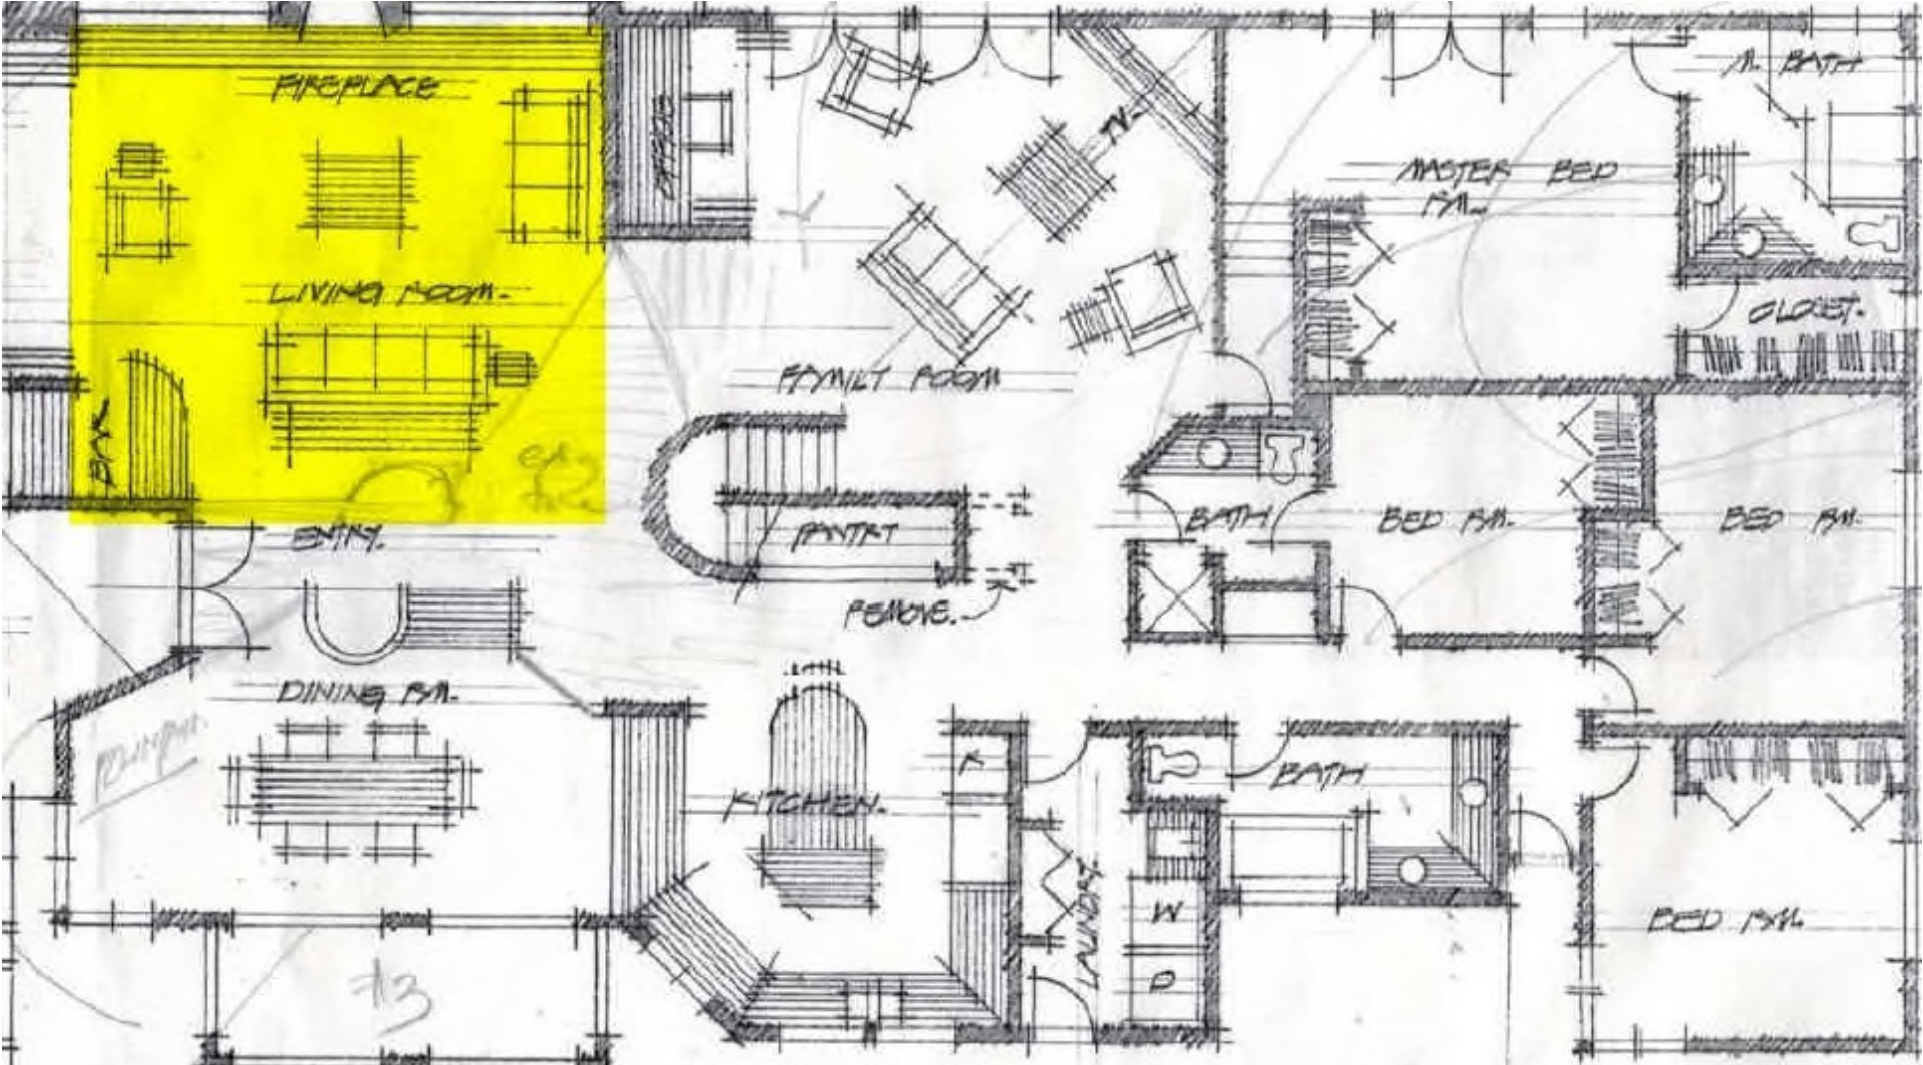 FIREPLACE
M. BATH
TV.
MASTER BED
RM.
LIVING ROOM.
CLOSET.
FAMILY ROOM
BAR
BATH
BED RM.
BED RM.
ENTRY.
PANTRY
REMOVE.
DINING RM.
BATH
KITCHEN.
LAUNDRY.
W
BED RM.
D
#3